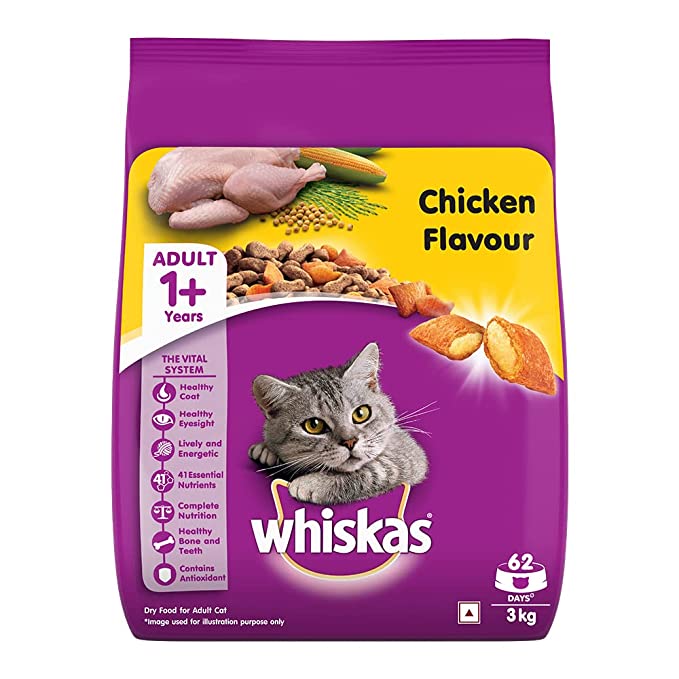 Chicken
Flavour
ADULT
1+
Years
THE VITAL
SYSTEM
Healthy
Coat
Healthy
Eyesight
Lively and
Energetic
41
41 Essential
Nutrients
Complete
Nutrition
Healthy
Bone and
Teeth
Contains
Antioxidant
whiskas®
62
DAYS
3 kg
Dry Food for Adult Cat
*Image used for illustration purpose only